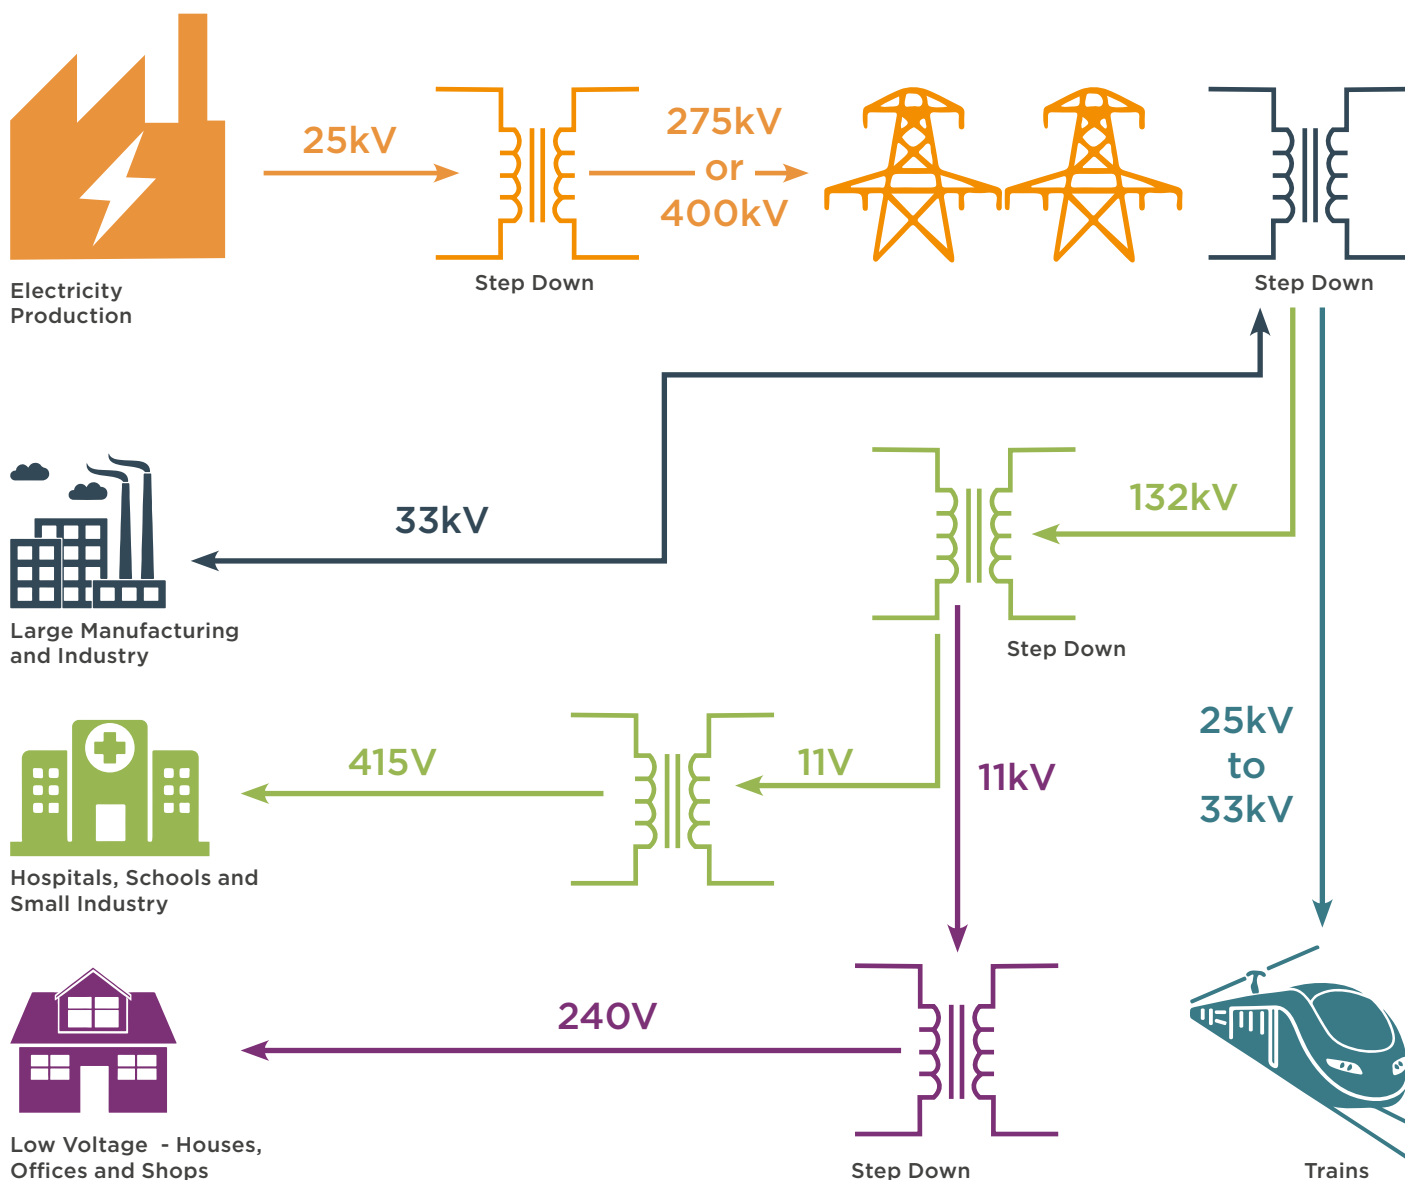 25kV
275kV
or
400kV
Electricity
Production
Step Down
Step Down
33kV
132kV
Large Manufacturing
and Industry
Step Down
415V
11V
11kV
25kV
to
33kV
Hospitals, Schools and
Small Industry
240V
Low Voltage  - Houses,
Offices and Shops
Step Down
Trains